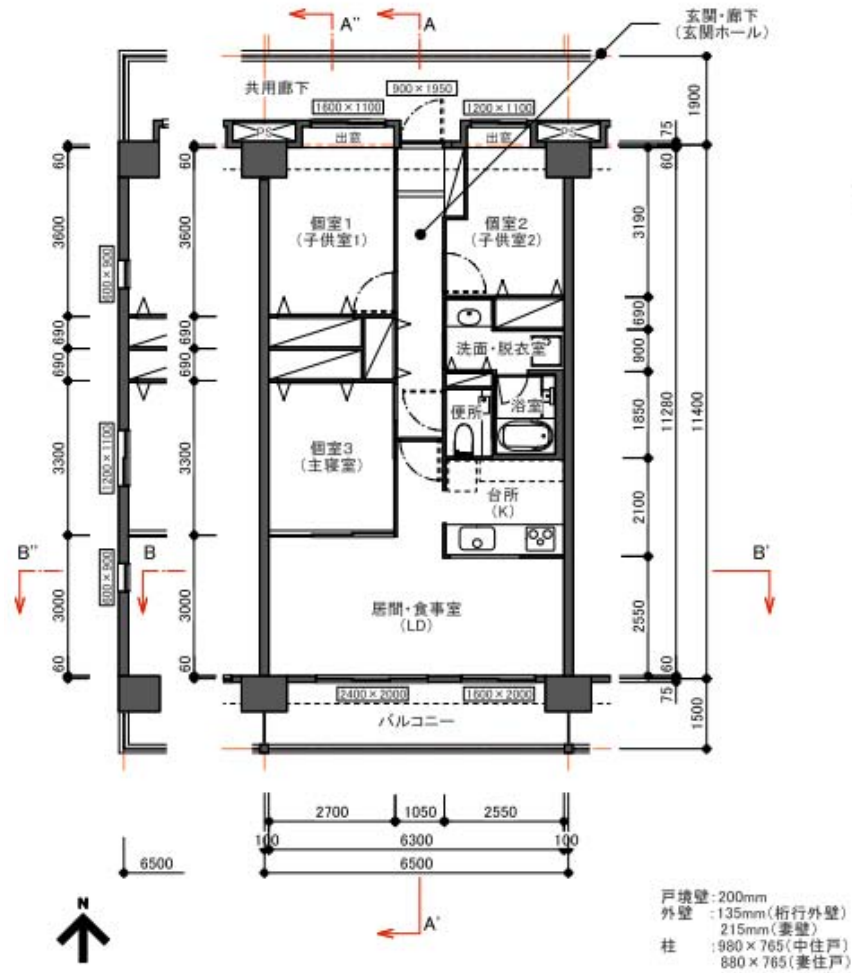 A''
A
玄関・廊下
(玄関ホール)
共用廊下
900×1950
1600×1100
1200×1100
PS
出窓
出窓
PS
1900
75
60
60
60
3600
3600
3190
個室1
(子供室1)
個室2
(子供室2)
600×900
690
690
690
690
690
900
洗面・脱衣室
1850
11280
11400
便所
浴室
1200×1100
3300
3300
個室3
(主寝室)
台所
(K)
2100
B''
B
B'
600×900
3000
3000
居間・食事室
(LD)
2550
60
60
60
75
2400×2000
1600×2000
バルコニー
1500
2700
1050
2550
100
6300
100
6500
6500
N
A'
戸境壁:200mm
外壁 :135mm(桁行外壁)
215mm(妻壁)
柱 :980×765(中住戸)
880×765(妻住戸)